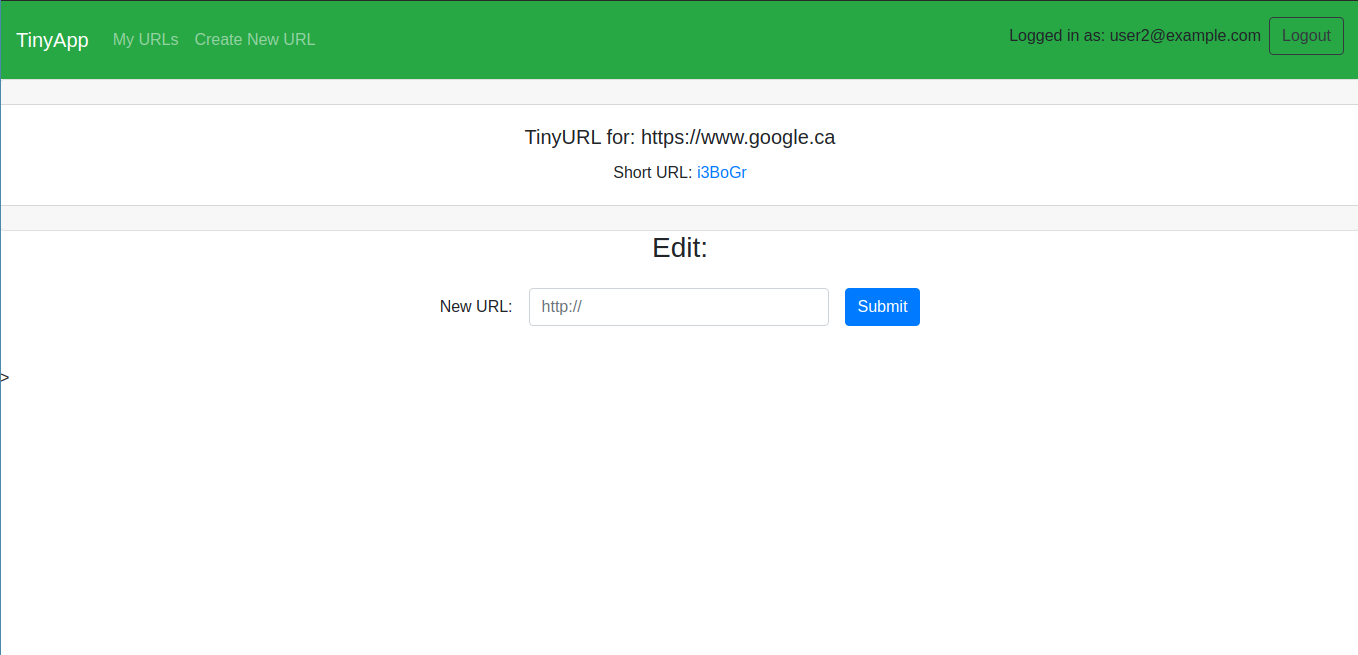 TinyApp My URLs Create New URL Logged in as: user2@example.com Logout
TinyURL for: https://www.google.ca
Short URL: i3BoGr
Edit:
New URL: http:// Submit
>